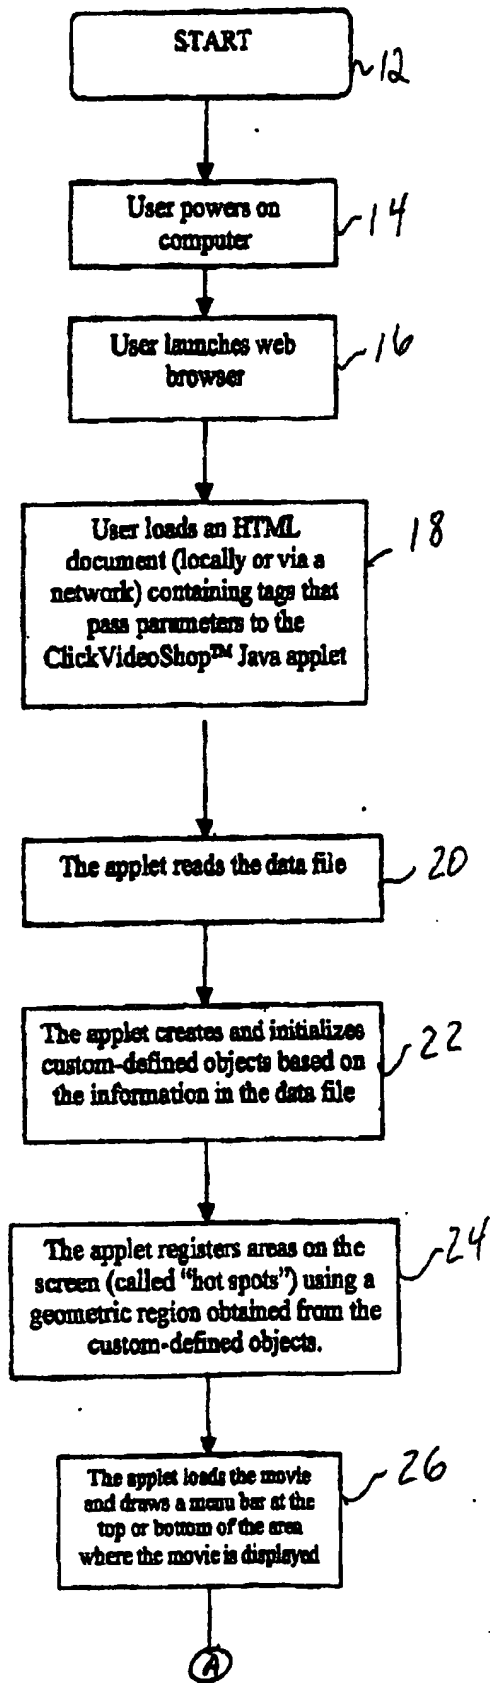 START
12
User powers on
computer
14
User launches web
browser
16
User loads an HTML
document (locally or via a
network) containing tags that
pass parameters to the
ClickVideoShop™ Java applet
18
The applet reads the data file
20
The applet creates and initializes
custom-defined objects based on
the information in the data file
22
The applet registers areas on the
screen (called "hot spots") using a
geometric region obtained from the
custom-defined objects.
24
The applet loads the movie
and draws a menu bar at the
top or bottom of the area
where the movie is displayed
26
A